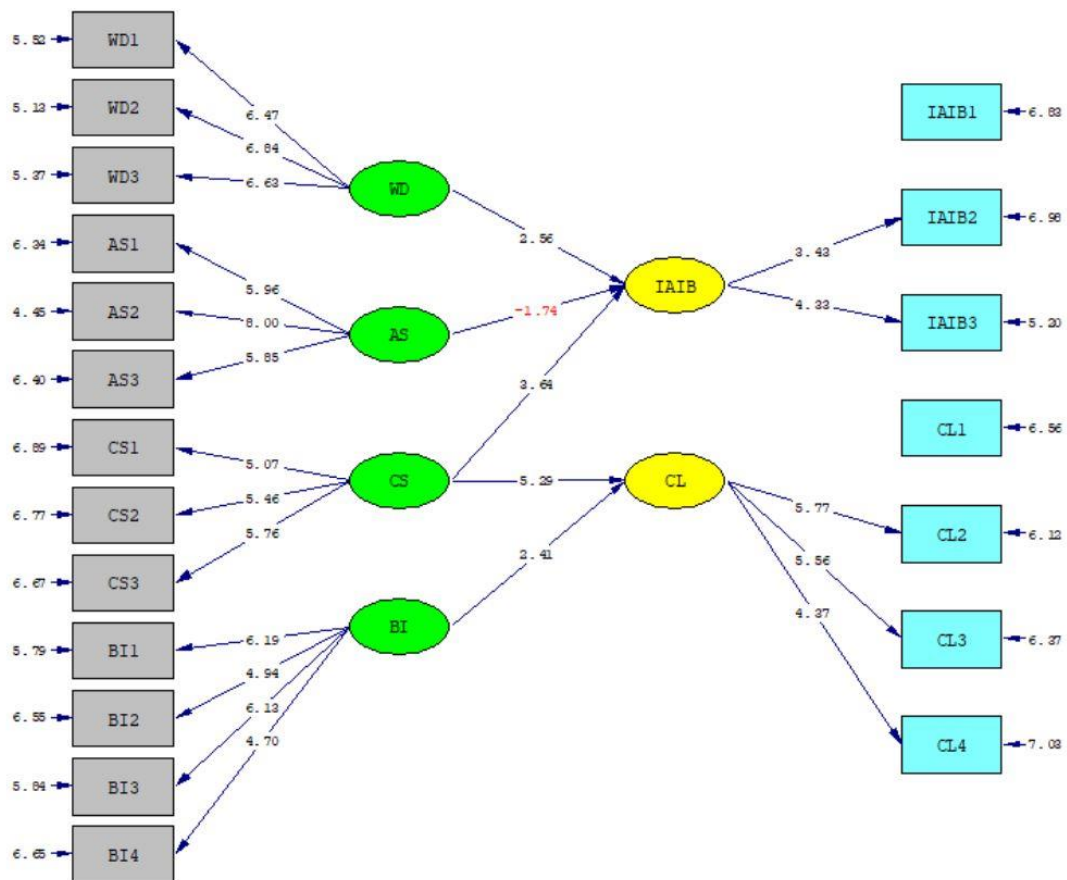 5.52 WD1
5.13 WD2
5.37 WD3
6.34 AS1
4.45 AS2
6.40 AS3
6.89 CS1
6.77 CS2
6.67 CS3
5.79 BI1
6.55 BI2
5.84 BI3
6.65 BI4
6.47
6.84
6.63
5.96
8.00
5.85
5.07
5.46
5.76
6.19
4.94
6.13
4.70
WD
AS
CS
BI
2.56
-1.74
3.64
5.29
2.41
IAIB
CL
3.43
4.33
5.77
5.56
4.37
IAIB1 6.83
IAIB2 6.98
IAIB3 5.20
CL1 6.56
CL2 6.12
CL3 6.37
CL4 7.03